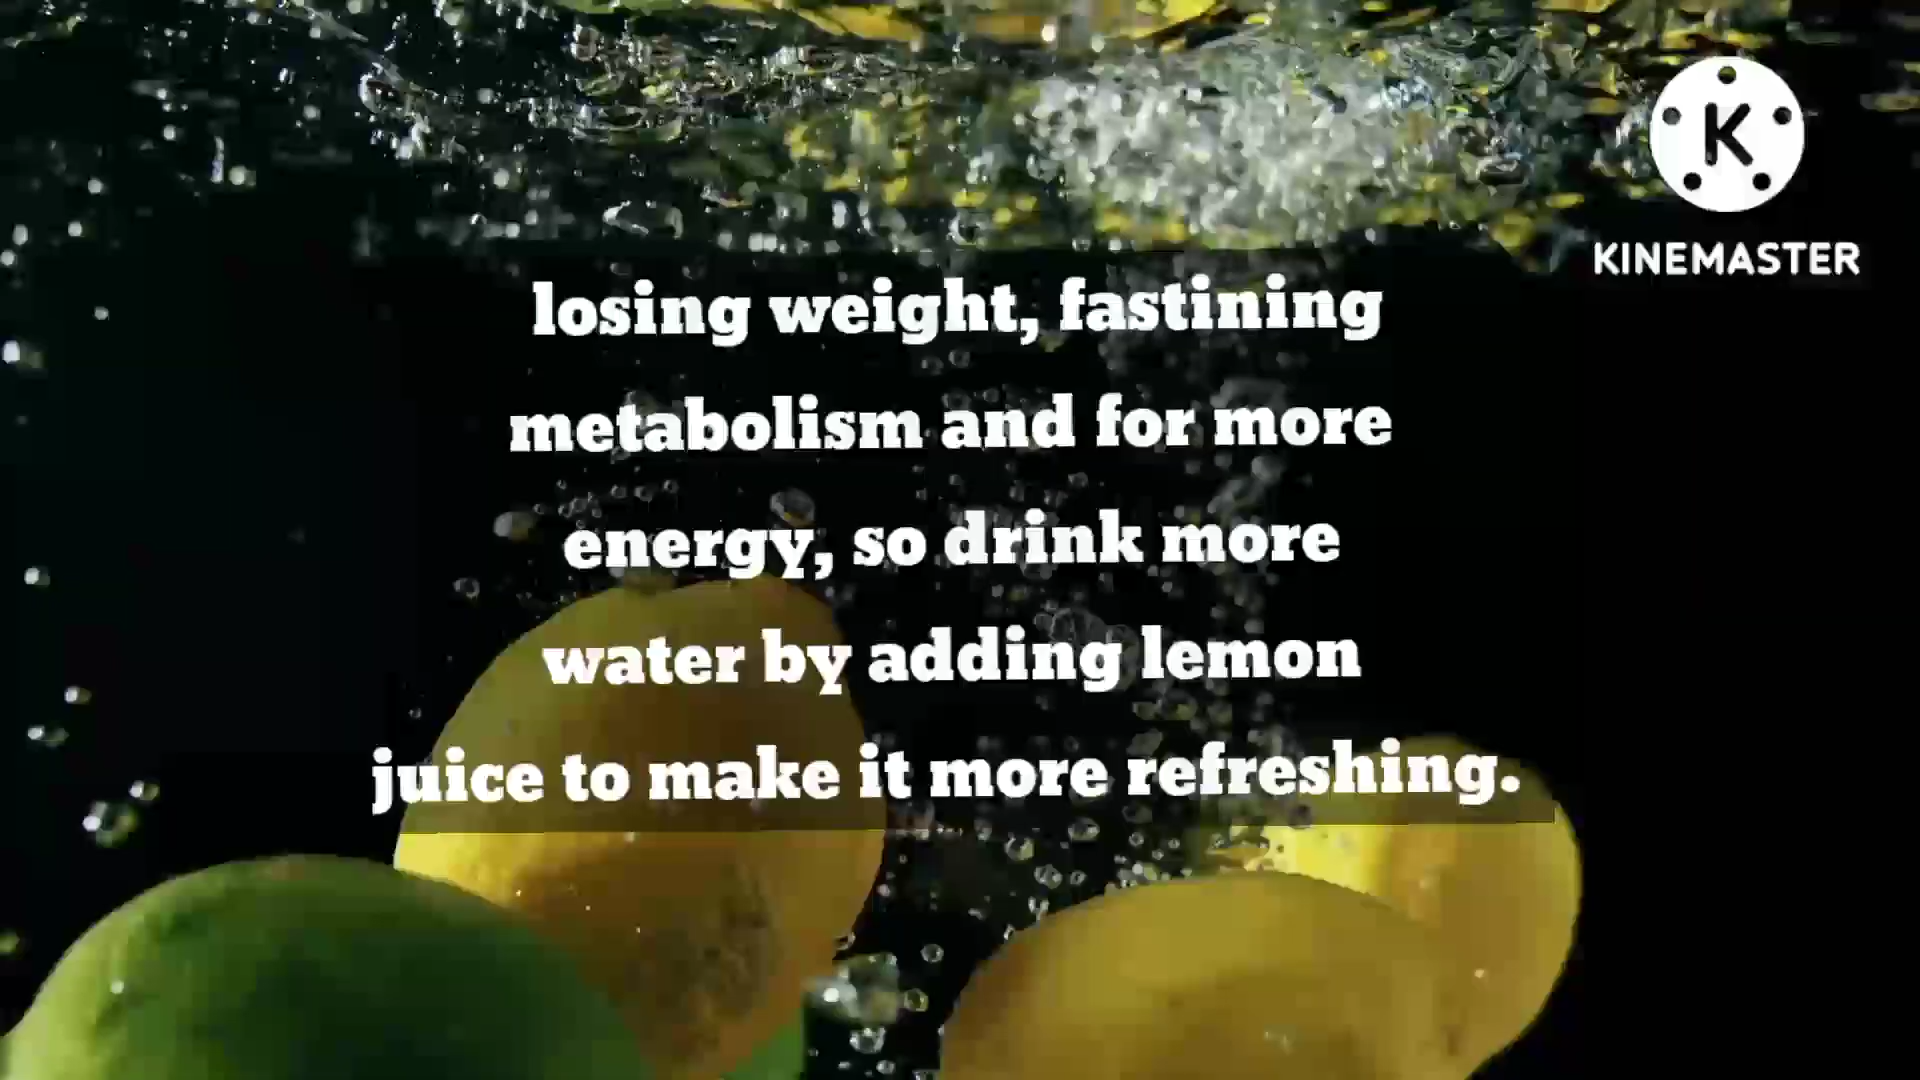 K
KINEMASTER
losing weight, fastining
metabolism and for more
energy, so drink more
water by adding lemon
juice to make it more refreshing.